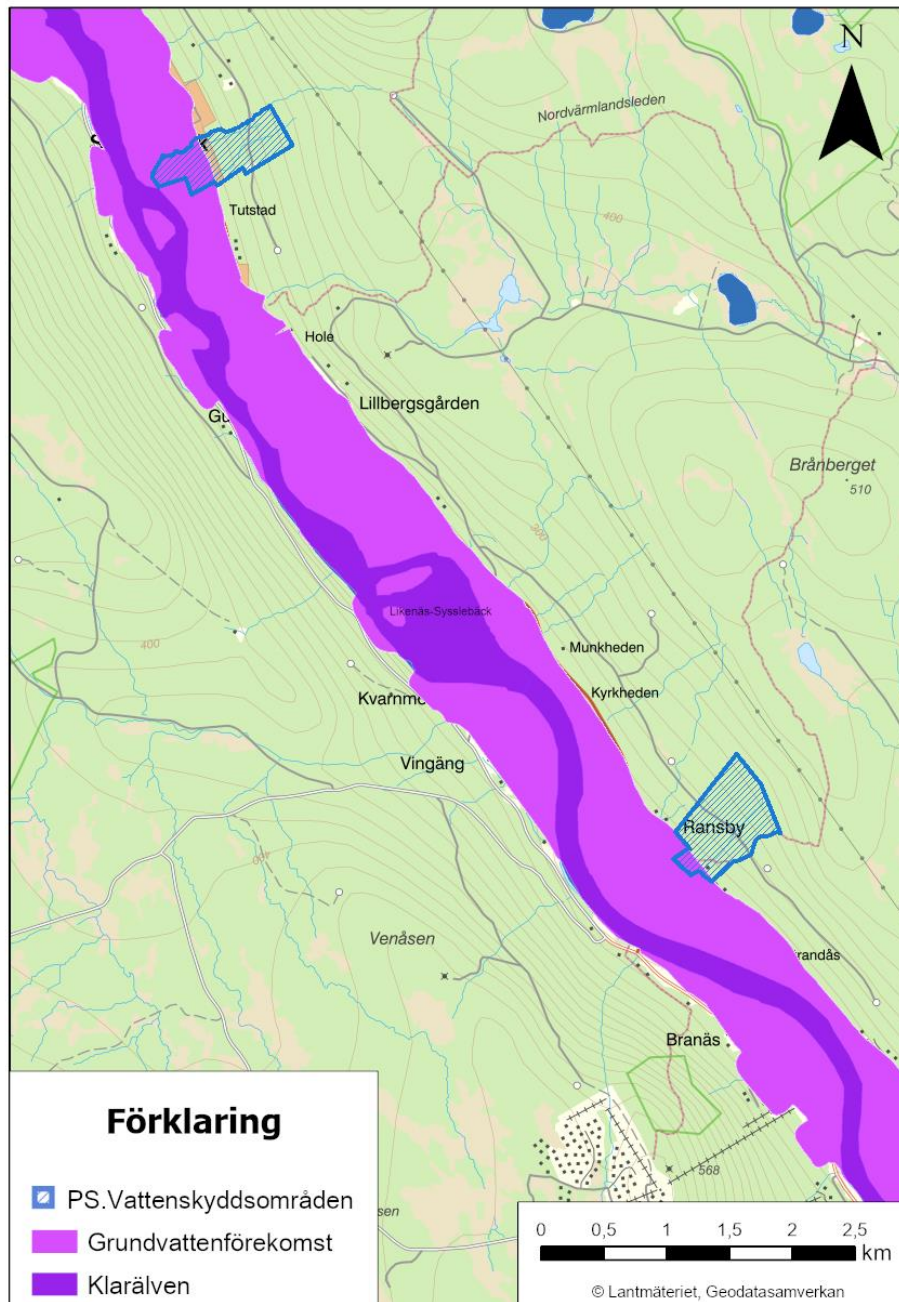 N
Nordvärmlandsleden
400
Tutstad
Hole
Lillbergsgården
Brånberget
510
300
Likenäs-Sysslebäck
Munkheden
400
Kyrkheden
Vingäng
Ransby
400
Venåsen
Branäs
568
Förklaring
PS.Vattenskyddsområden
Grundvattenförekomst
Klarälven
0 0,5 1 1,5 2 2,5
km
© Lantmäteriet, Geodatasamverkan